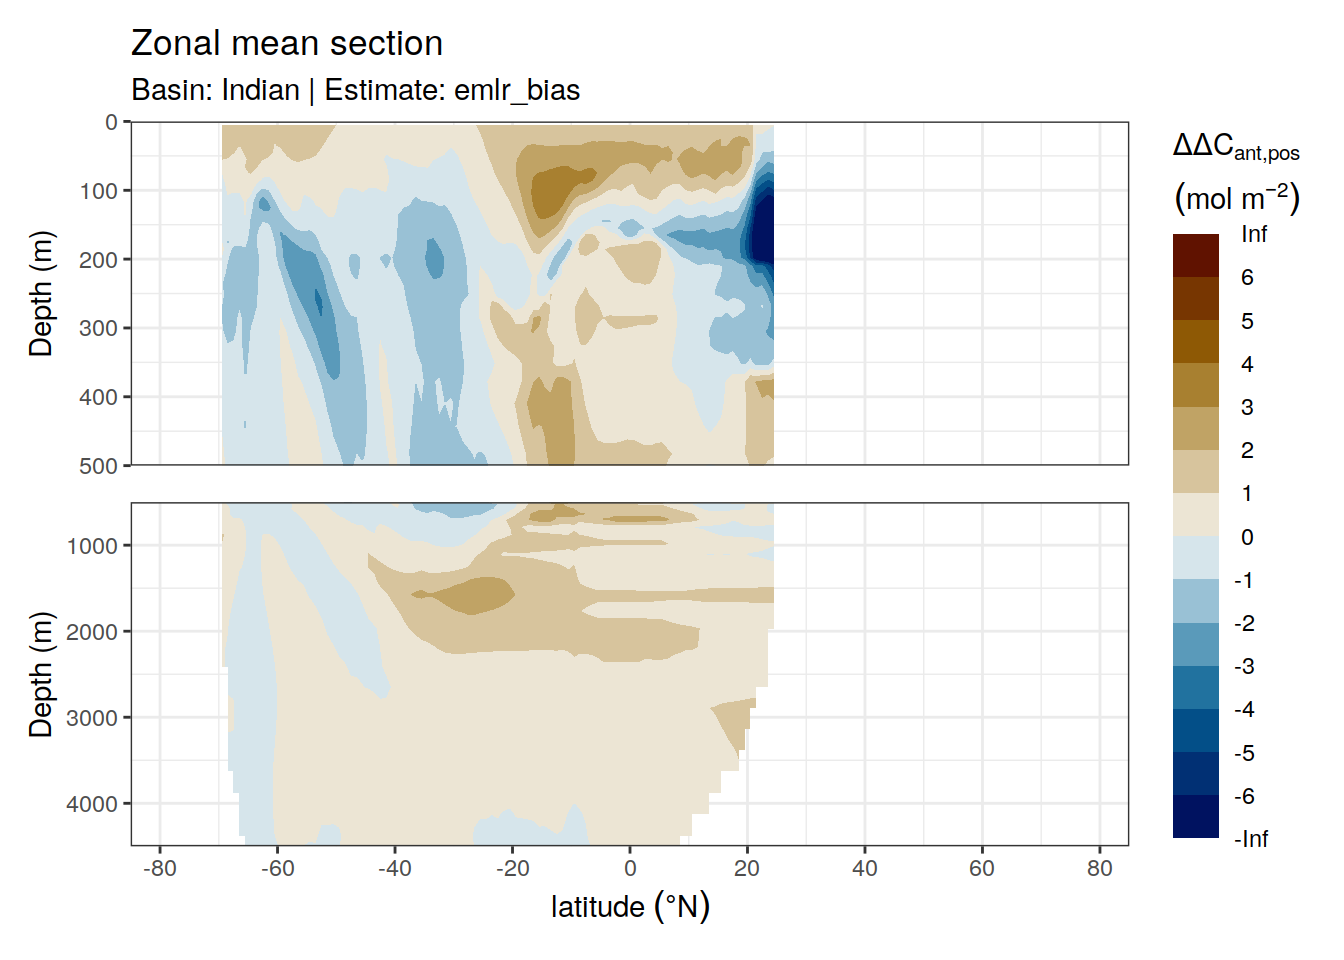 Zonal mean section
Basin: Indian | Estimate: emlr_bias
0
100
200
300
400
500
Depth (m)
1000
2000
3000
4000
Depth (m)
-80 -60 -40 -20 0 20 40 60 80
latitude (°N)
ΔΔCant,pos
(mol m−2)
Inf
6
5
4
3
2
1
0
-1
-2
-3
-4
-5
-6
-Inf